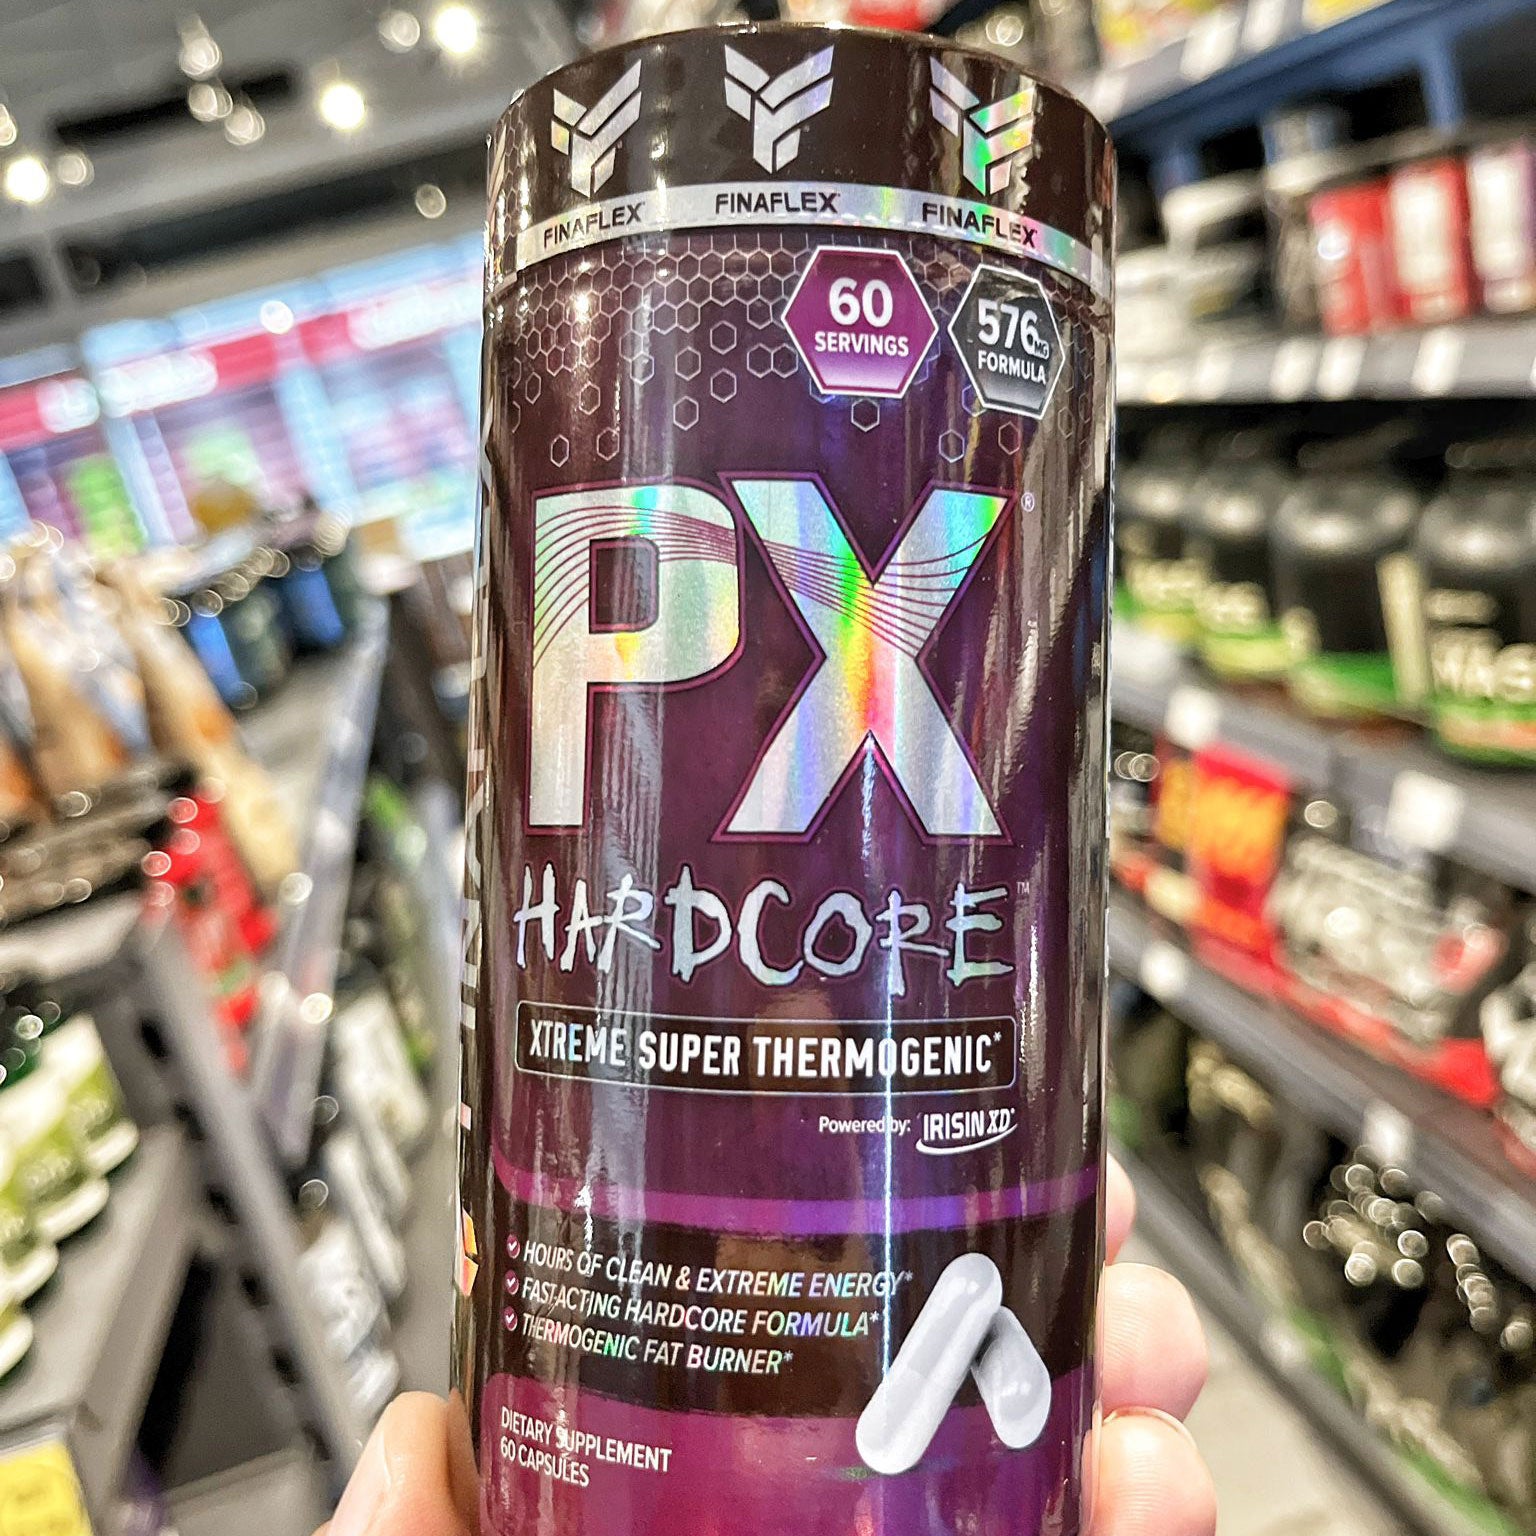 FINAFLEX
FINAFLEX
FINAFLEX
60
SERVINGS
576MG
FORMULA
PX®
HARDCORE™
XTREME SUPER THERMOGENIC*
Powered by: IRISIN XD®
HOURS OF CLEAN & EXTREME ENERGY*
FAST-ACTING HARDCORE FORMULA*
THERMOGENIC FAT BURNER*
DIETARY SUPPLEMENT
60 CAPSULES